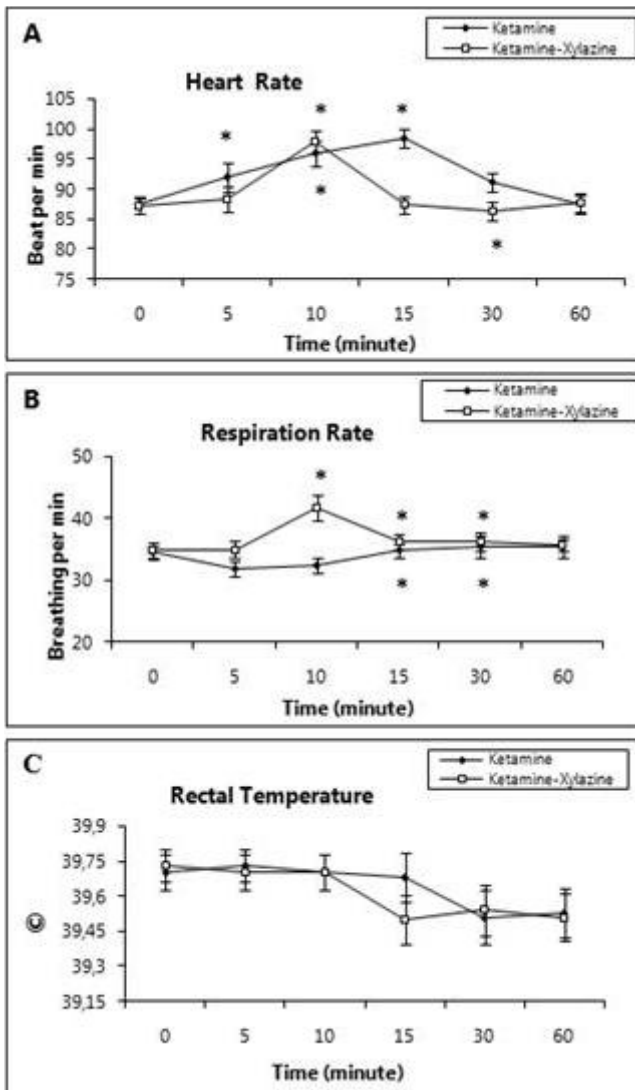 A
Ketamine
Ketamine-Xylazine
Heart Rate
Beat per min
105
100
95
90
85
80
75
* * *
*
*
0 5 10 15 30 60
Time (minute)
B
Ketamine
Ketamine-Xylazine
Respiration Rate
Breathing per min
50
40
30
20
*
* *
* *
0 5 10 15 30 60
Time (minute)
C
Ketamine
Ketamine-Xylazine
Rectal Temperature
©
39,9
39,75
39,6
39,45
39,3
39,15
0 5 10 15 30 60
Time (minute)